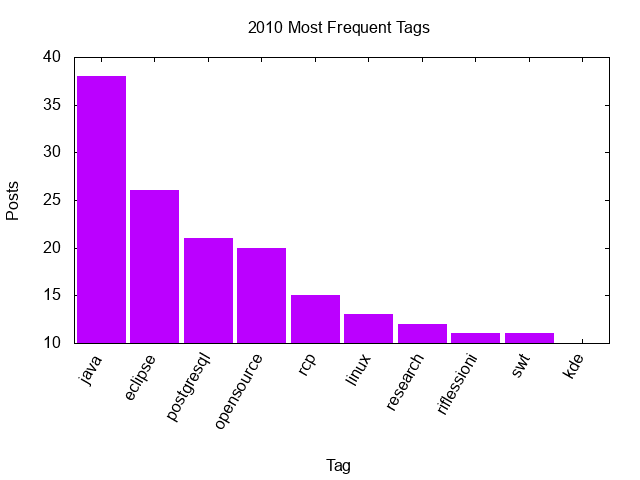 2010 Most Frequent Tags
40
35
30
25
20
15
10
Posts
java
eclipse
postgresql
opensource
rcp
linux
research
riflessioni
swt
kde
Tag